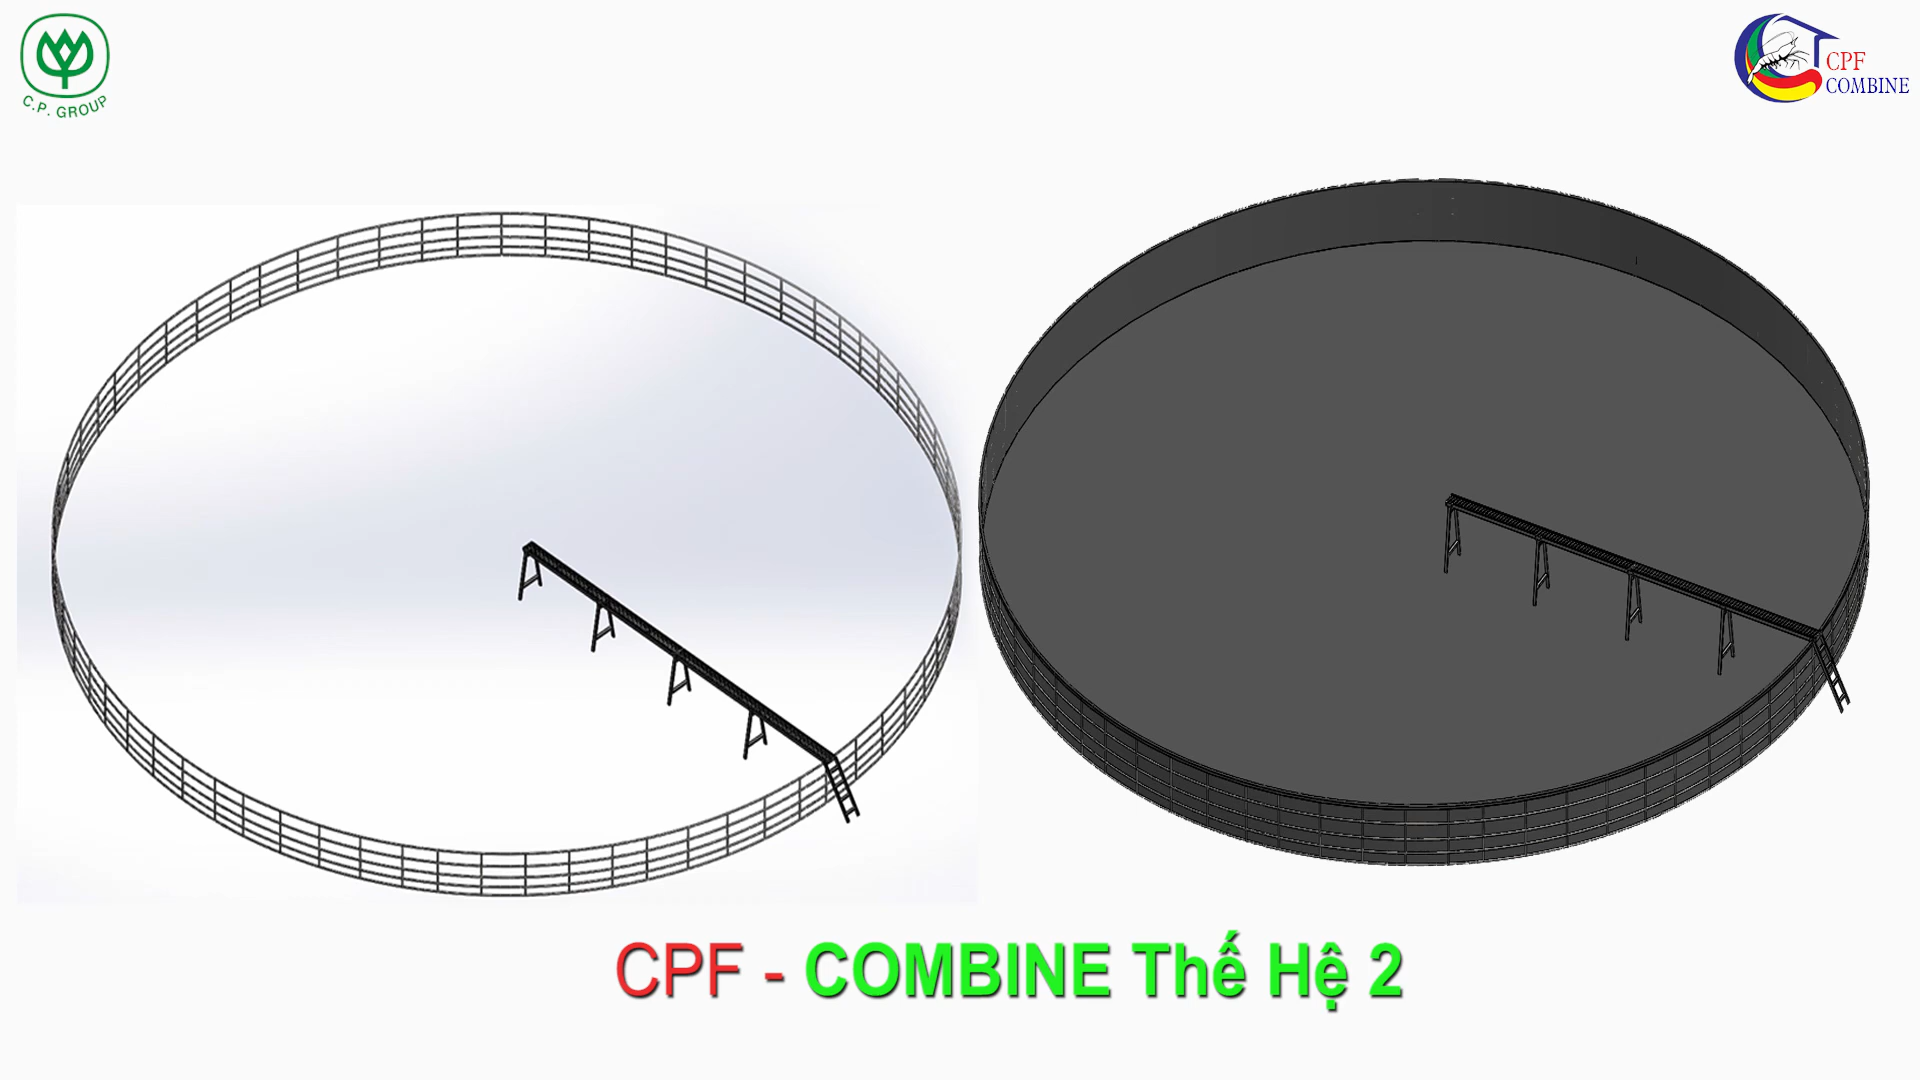 C.P. GROUP
CPF
COMBINE
CPF - COMBINE Thế Hệ 2